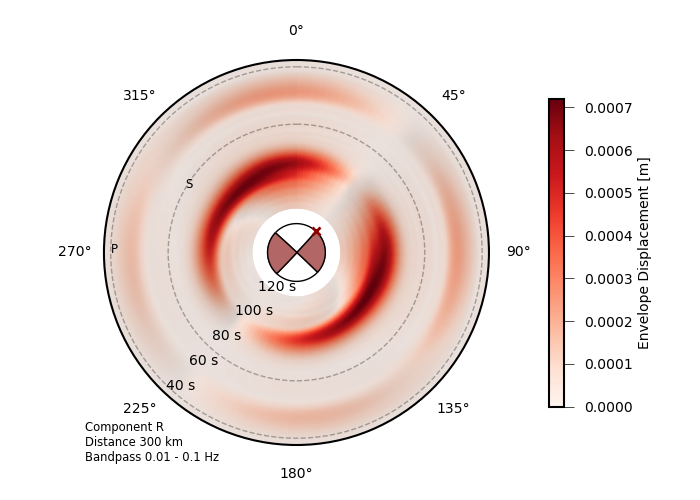 0°
315°
45°
S
270°
P
90°
120 s
100 s
80 s
60 s
40 s
225°
135°
180°
Component R
Distance 300 km
Bandpass 0.01 - 0.1 Hz
0.0007
0.0006
0.0005
0.0004
0.0003
0.0002
0.0001
0.0000
Envelope Displacement [m]